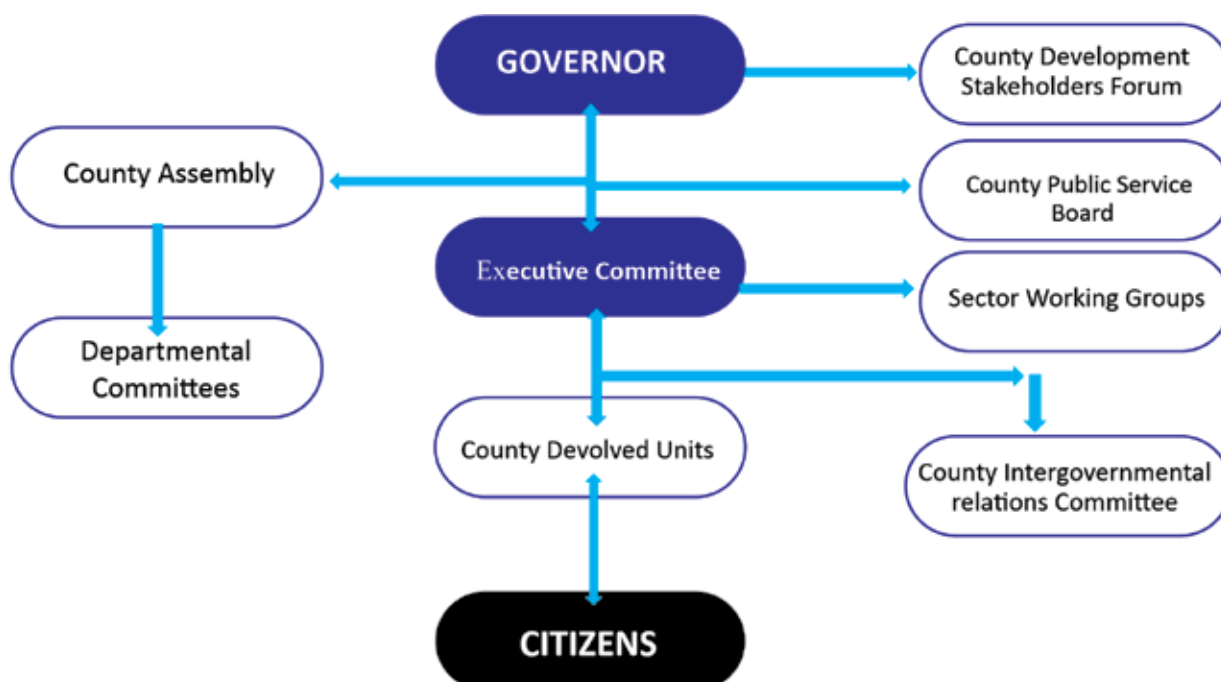 GOVERNOR
County Development
Stakeholders Forum
County Assembly
County Public Service
Board
Executive Committee
Sector Working Groups
Departmental
Committees
County Devolved Units
County Intergovernmental
relations Committee
CITIZENS